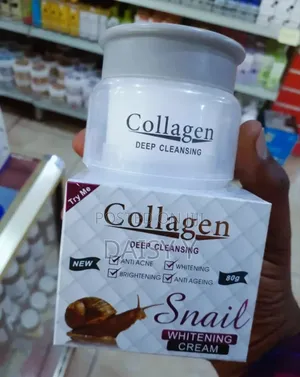 Collagen
DEEP CLEANSING
Try Me
Collagen
DEEP CLEANSING
NEW
ANTI ACNE
WHITENING
BRIGHTENING
ANTI AGEING
80g
Snail
WHITENING
CREAM